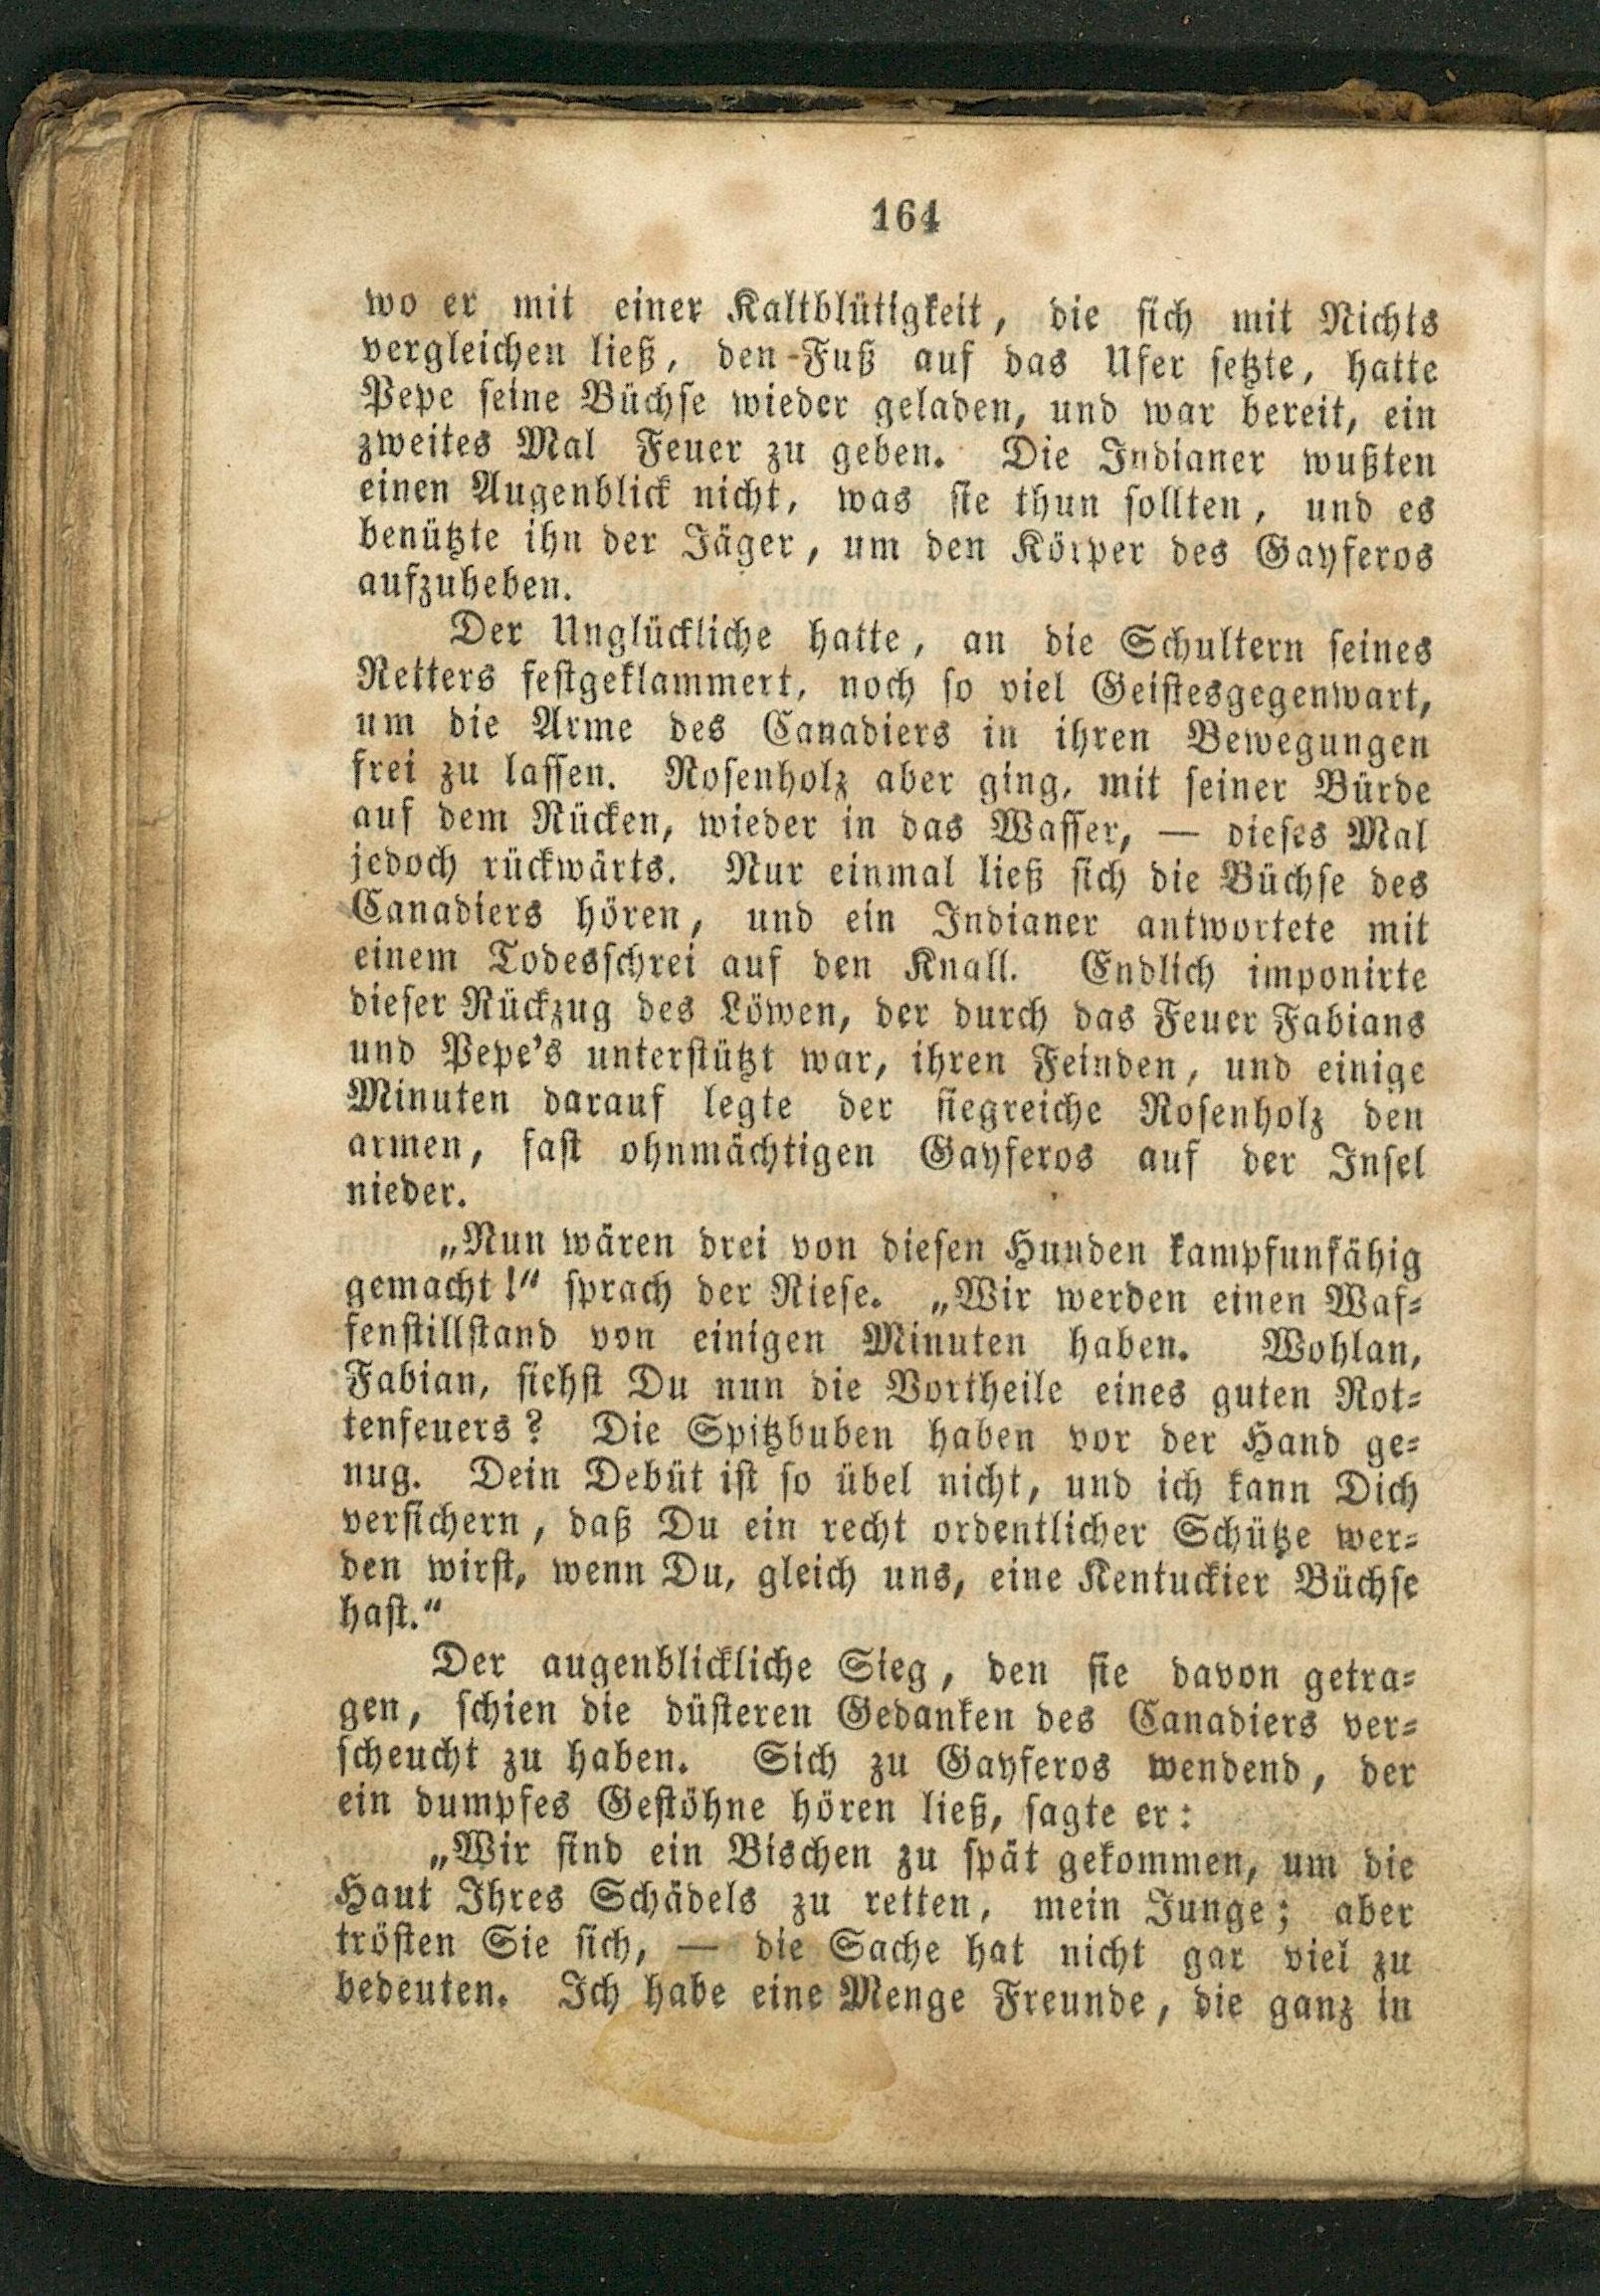 164
wo er mit einer Kaltblütigkeit, die sich mit Nichts
vergleichen ließ, den Fuß auf das Ufer setzte, hatte
Pepe seine Büchse wieder geladen, und war bereit, ein
zweites Mal Feuer zu geben. Die Indianer wußten
einen Augenblick nicht, was sie thun sollten, und es
benützte ihn der Jäger, um den Körper des Gayferos
aufzuheben.
Der Unglückliche hatte, an die Schultern seines
Retters festgeklammert, noch so viel Geistesgegenwart,
um die Arme des Canadiers in ihren Bewegungen
frei zu lassen. Rosenholz aber ging, mit seiner Bürde
auf dem Rücken, wieder in das Wasser, — dieses Mal
jedoch rückwärts. Nur einmal ließ sich die Büchse des
Canadiers hören, und ein Indianer antwortete mit
einem Todesschrei auf den Knall. Endlich imponirte
dieser Rückzug des Löwen, der durch das Feuer Fabians
und Pepe's unterstützt war, ihren Feinden, und einige
Minuten darauf legte der siegreiche Rosenholz den
armen, fast ohnmächtigen Gayferos auf der Insel
nieder.
„Nun wären drei von diesen Hunden kampfunfähig
gemacht!“ sprach der Riese. „Wir werden einen Waf-
fenstillstand von einigen Minuten haben. Wohlan,
Fabian, siehst Du nun die Vortheile eines guten Rot-
tenfeuers? Die Spitzbuben haben vor der Hand ge-
nug. Dein Debüt ist so übel nicht, und ich kann Dich
versichern, daß Du ein recht ordentlicher Schütze wer-
den wirst, wenn Du, gleich uns, eine Kentuckier Büchse
hast.“
Der augenblickliche Sieg, den sie davon getra-
gen, schien die düsteren Gedanken des Canadiers ver-
scheucht zu haben. Sich zu Gayferos wendend, der
ein dumpfes Gestöhne hören ließ, sagte er:
„Wir sind ein Bischen zu spät gekommen, um die
Haut Ihres Schädels zu retten, mein Junge; aber
trösten Sie sich, — die Sache hat nicht gar viel zu
bedeuten. Ich habe eine Menge Freunde, die ganz in